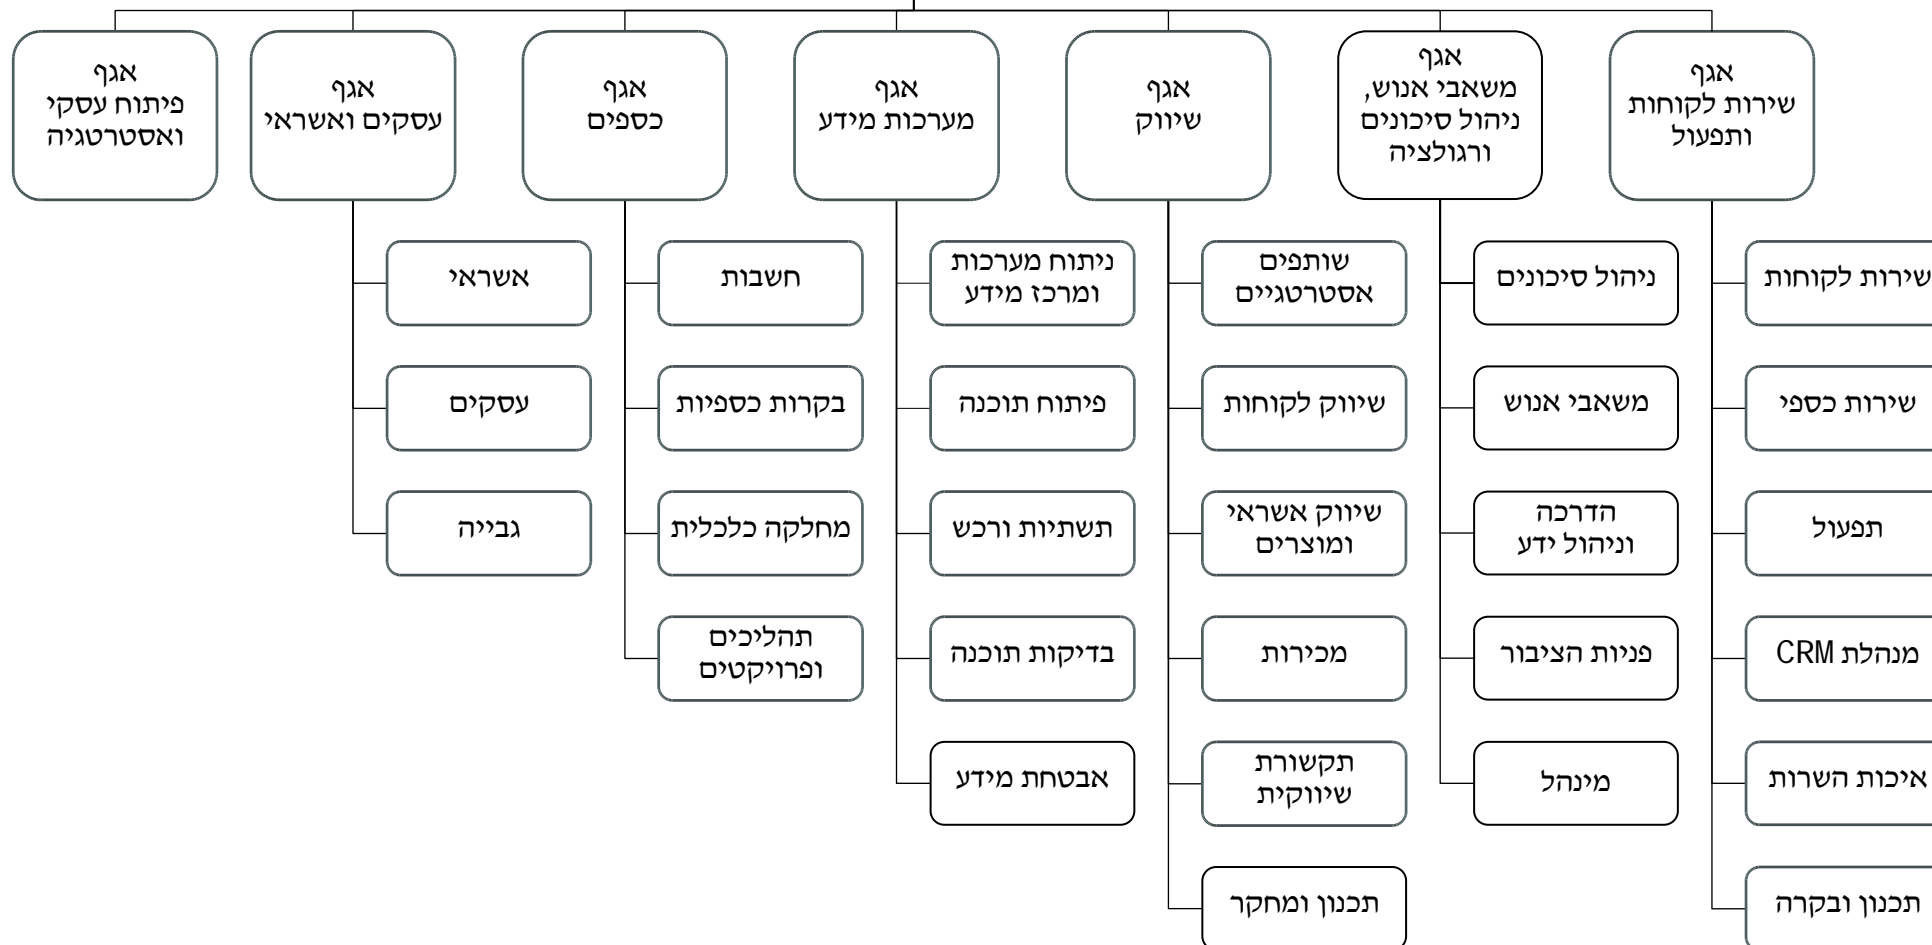 אגף
שירות לקוחות
ותפעול
אגף
משאבי אנוש,
ניהול סיכונים
ורגולציה
אגף
שיווק
אגף
מערכות מידע
אגף
כספים
אגף
עסקים ואשראי
אגף
פיתוח עסקי
ואסטרטגיה
שירות לקוחות
שירות כספי
תפעול
מנהלת CRM
איכות השרות
תכנון ובקרה
ניהול סיכונים
משאבי אנוש
הדרכה
וניהול ידע
פניות הציבור
מינהל
שותפים
אסטרטגיים
שיווק לקוחות
שיווק אשראי
ומוצרים
מכירות
תקשורת
שיווקית
תכנון ומחקר
ניתוח מערכות
ומרכז מידע
פיתוח תוכנה
תשתיות ורכש
בדיקות תוכנה
אבטחת מידע
חשבות
בקרות כספיות
מחלקה כלכלית
תהליכים
ופרויקטים
אשראי
עסקים
גבייה